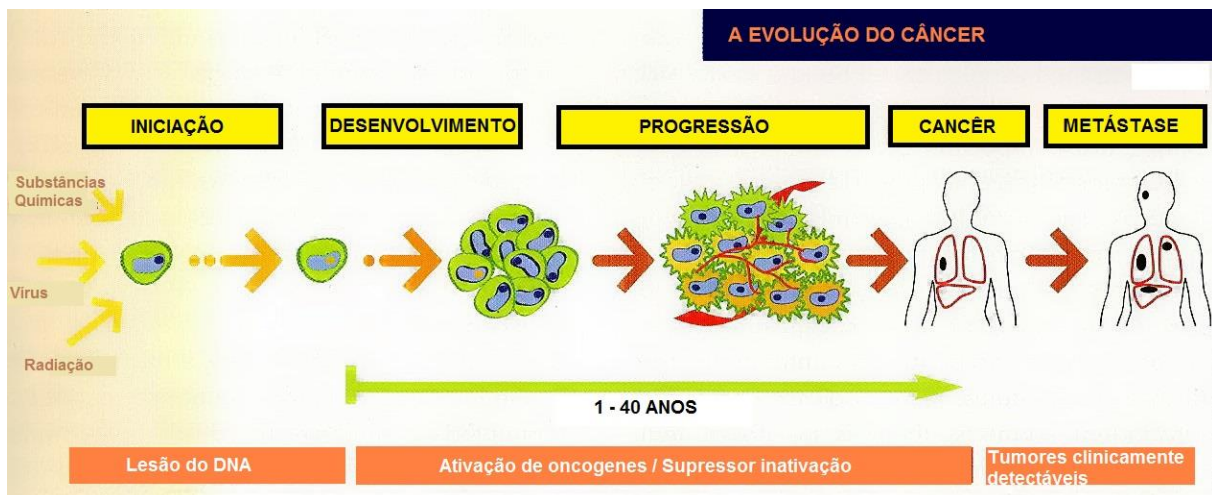 A EVOLUÇÃO DO CÂNCER
INICIAÇÃO
DESENVOLVIMENTO
PROGRESSÃO
CANCÊR
METÁSTASE
Substâncias
Químicas
Vírus
Radiação
1 - 40 ANOS
Lesão do DNA
Ativação de oncogenes / Supressor inativação
Tumores clinicamente
detectáveis